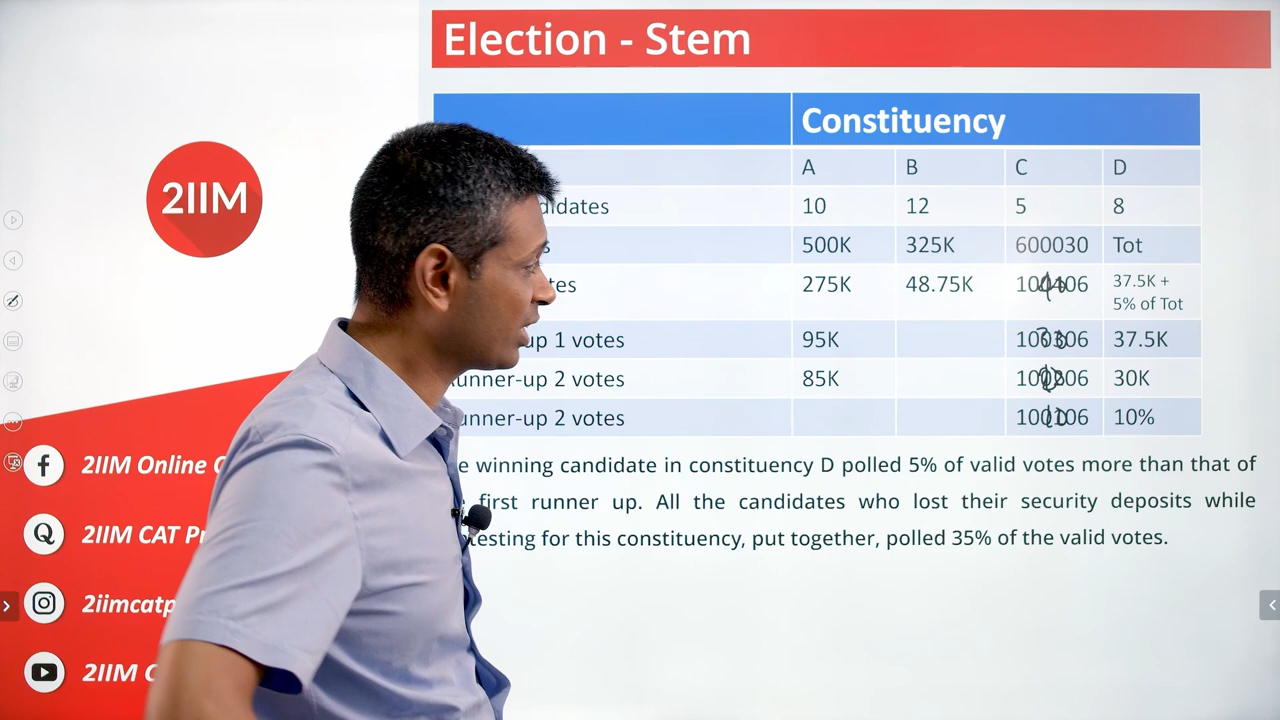 Election - Stem
Constituency
A B C D
10 12 5 8
500K 325K 600030 Tot
275K 48.75K 37.5K +
5% of Tot
up 1 votes 95K 37.5K
unner-up 2 votes 85K 30K
unner-up 2 votes 10%
winning candidate in constituency D polled 5% of valid votes more than that of
first runner up. All the candidates who lost their security deposits while
for this constituency, put together, polled 35% of the valid votes.
2IIM
2IIM Online
2IIM CAT
2IIM